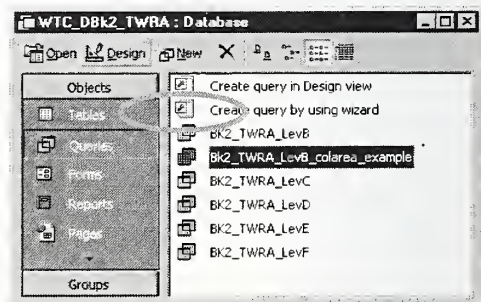 WTC_DBk2_TWRA : Database
Open Design New
Objects
Tables
Queries
Forms
Reports
Pages
Groups
Create query in Design view
Create query by using wizard
Bk2_TWRA_LevB
Bk2_TWRA_LevB_colarea_example
BK2_TWRA_LevC
BK2_TWRA_LevD
BK2_TWRA_LevE
BK2_TWRA_LevF